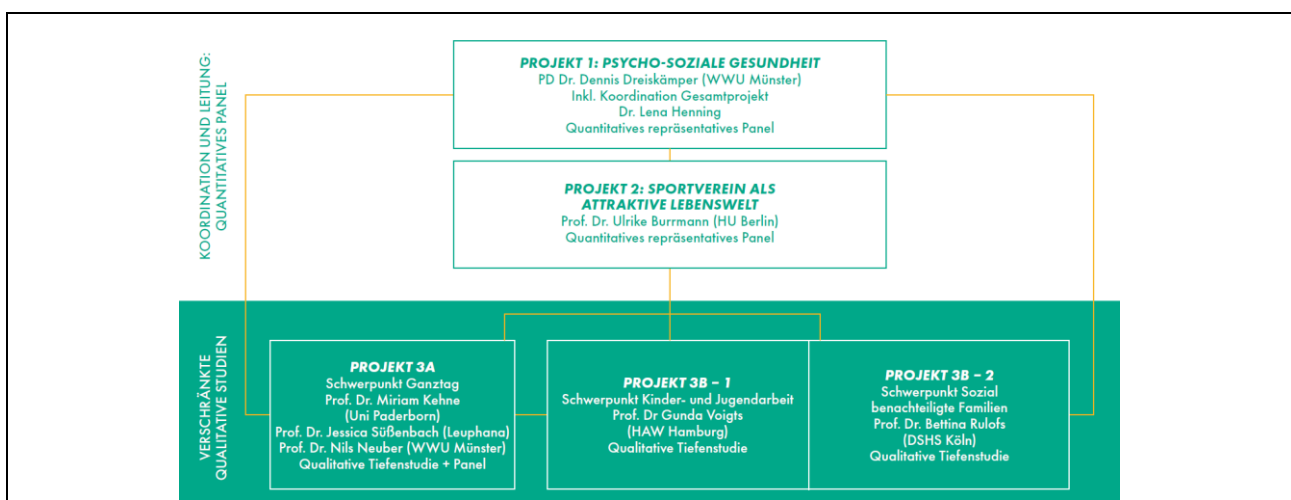 KOORDINATION UND LEITUNG:
QUANTITATIVES PANEL
PROJEKT 1: PSYCHO-SOZIALE GESUNDHEIT
PD Dr. Dennis Dreiskämper (WWU Münster)
Inkl. Koordination Gesamtprojekt
Dr. Lena Henning
Quantitatives repräsentatives Panel
PROJEKT 2: SPORTVEREIN ALS
ATTRAKTIVE LEBENSWELT
Prof. Dr. Ulrike Burrmann (HU Berlin)
Quantitatives repräsentatives Panel
VERSCHRÄNKTE
QUALITATIVE STUDIEN
PROJEKT 3A
Schwerpunkt Ganztag
Prof. Dr. Miriam Kehne
(Uni Paderborn)
Prof. Dr. Jessica Süßenbach (Leuphana)
Prof. Dr. Nils Neuber (WWU Münster)
Qualitative Tiefenstudie + Panel
PROJEKT 3B – 1
Schwerpunkt Kinder- und Jugendarbeit
Prof. Dr Gunda Voigts
(HAW Hamburg)
Qualitative Tiefenstudie
PROJEKT 3B – 2
Schwerpunkt Sozial
benachteiligte Familien
Prof. Dr. Bettina Rulofs
(DSHS Köln)
Qualitative Tiefenstudie